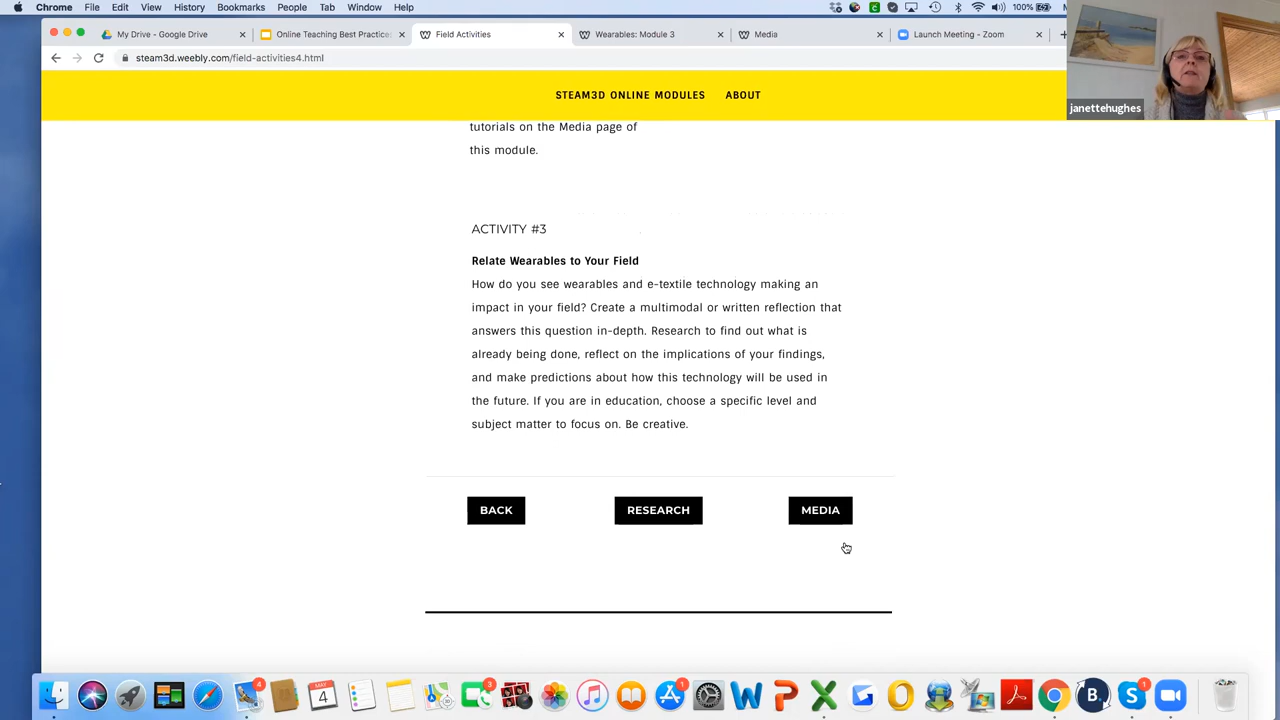 Chrome File Edit View History Bookmarks People Tab Window Help 100%
My Drive - Google Drive
Online Teaching Best Practice:
Field Activities
Wearables: Module 3
Media
Launch Meeting - Zoom
steam3d.weebly.com/field-activities4.html
janettehughes
STEAM3D ONLINE MODULES ABOUT
tutorials on the Media page of
this module.
ACTIVITY #3
Relate Wearables to Your Field
How do you see wearables and e-textile technology making an
impact in your field? Create a multimodal or written reflection that
answers this question in-depth. Research to find out what is
already being done, reflect on the implications of your findings,
and make predictions about how this technology will be used in
the future. If you are in education, choose a specific level and
subject matter to focus on. Be creative.
BACK RESEARCH MEDIA
4 4 3 1 1